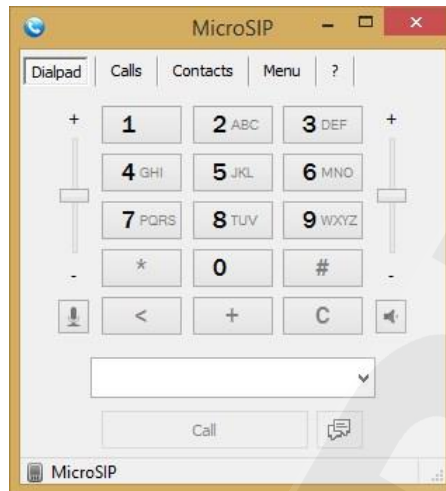 MicroSIP
Dialpad Calls Contacts Menu ?
+ 1 2 ABC 3 DEF +
4 GHI 5 JKL 6 MNO
7 PQRS 8 TUV 9 WXYZ
- * 0 # -
< + C
Call
MicroSIP